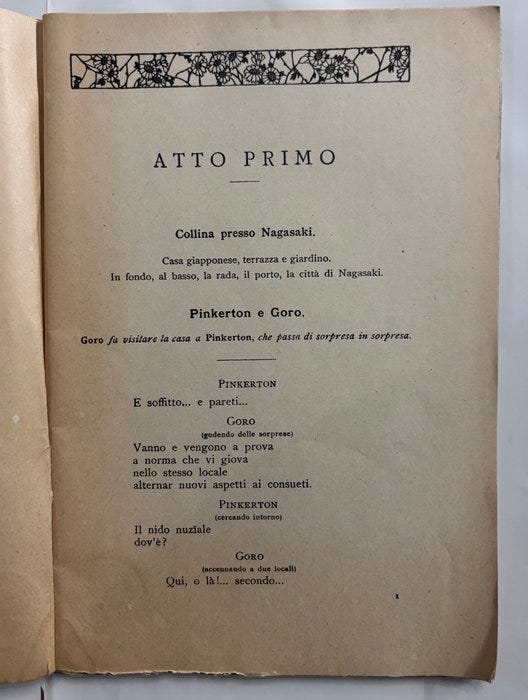 ATTO PRIMO
Collina presso Nagasaki.
Casa giapponese, terrazza e giardino.
In fondo, al basso, la rada, il porto, la città di Nagasaki.
Pinkerton e Goro.
Goro fa visitare la casa a Pinkerton, che passa di sorpresa in sorpresa.
PINKERTON
E soffitto... e pareti...
GORO
(godendo delle sorprese)
Vanno e vengono a prova
a norma che vi giova
nello stesso locale
alternar nuovi aspetti ai consueti.
PINKERTON
(cercando intorno)
Il nido nuzïale
dov'è?
GORO
(accennando a due locali)
Qui, o là!... secondo...
1